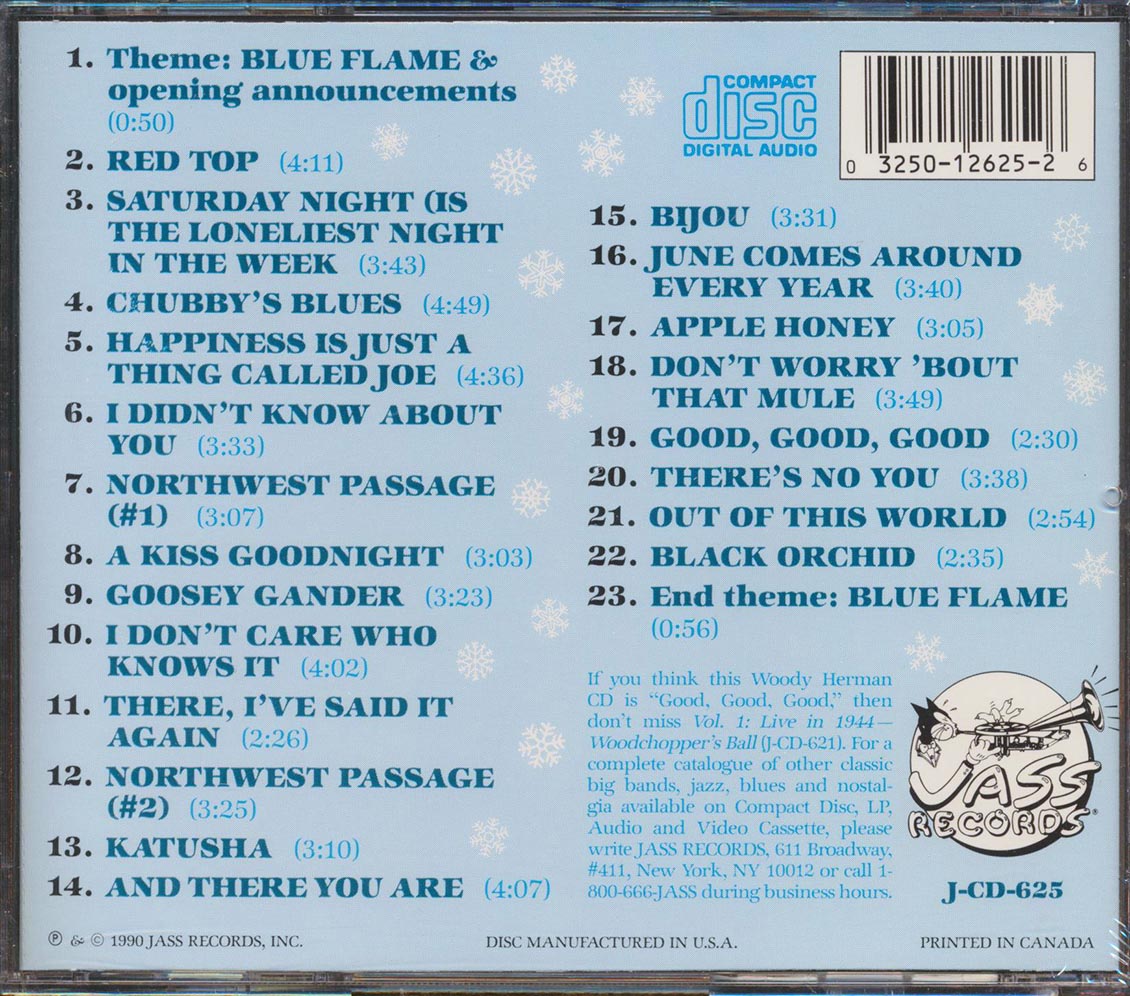 1. Theme: BLUE FLAME &
opening announcements
(0:50)
2. RED TOP (4:11)
3. SATURDAY NIGHT (IS
THE LONELIEST NIGHT
IN THE WEEK (3:43)
4. CHUBBY'S BLUES (4:49)
5. HAPPINESS IS JUST A
THING CALLED JOE (4:36)
6. I DIDN'T KNOW ABOUT
YOU (3:33)
7. NORTHWEST PASSAGE
(#1) (3:07)
8. A KISS GOODNIGHT (3:03)
9. GOOSEY GANDER (3:23)
10. I DON'T CARE WHO
KNOWS IT (4:02)
11. THERE, I'VE SAID IT
AGAIN (2:26)
12. NORTHWEST PASSAGE
(#2) (3:25)
13. KATUSHA (3:10)
14. AND THERE YOU ARE (4:07)
COMPACT
disc
DIGITAL AUDIO
0 3250-12625-2 6
15. BIJOU (3:31)
16. JUNE COMES AROUND
EVERY YEAR (3:40)
17. APPLE HONEY (3:05)
18. DON'T WORRY 'BOUT
THAT MULE (3:49)
19. GOOD, GOOD, GOOD (2:30)
20. THERE'S NO YOU (3:38)
21. OUT OF THIS WORLD (2:54)
22. BLACK ORCHID (2:35)
23. End theme: BLUE FLAME
(0:56)
If you think this Woody Herman
CD is "Good, Good, Good," then
don't miss Vol. 1: Live in 1944—
Woodchopper's Ball (J-CD-621). For a
complete catalogue of other classic
big bands, jazz, blues and nostal-
gia available on Compact Disc, LP,
Audio and Video Cassette, please
write JASS RECORDS, 611 Broadway,
#411, New York, NY 10012 or call 1-
800-666-JASS during business hours.
JASS
RECORDS®
J-CD-625
Ⓟ & © 1990 JASS RECORDS, INC.
DISC MANUFACTURED IN U.S.A.
PRINTED IN CANADA